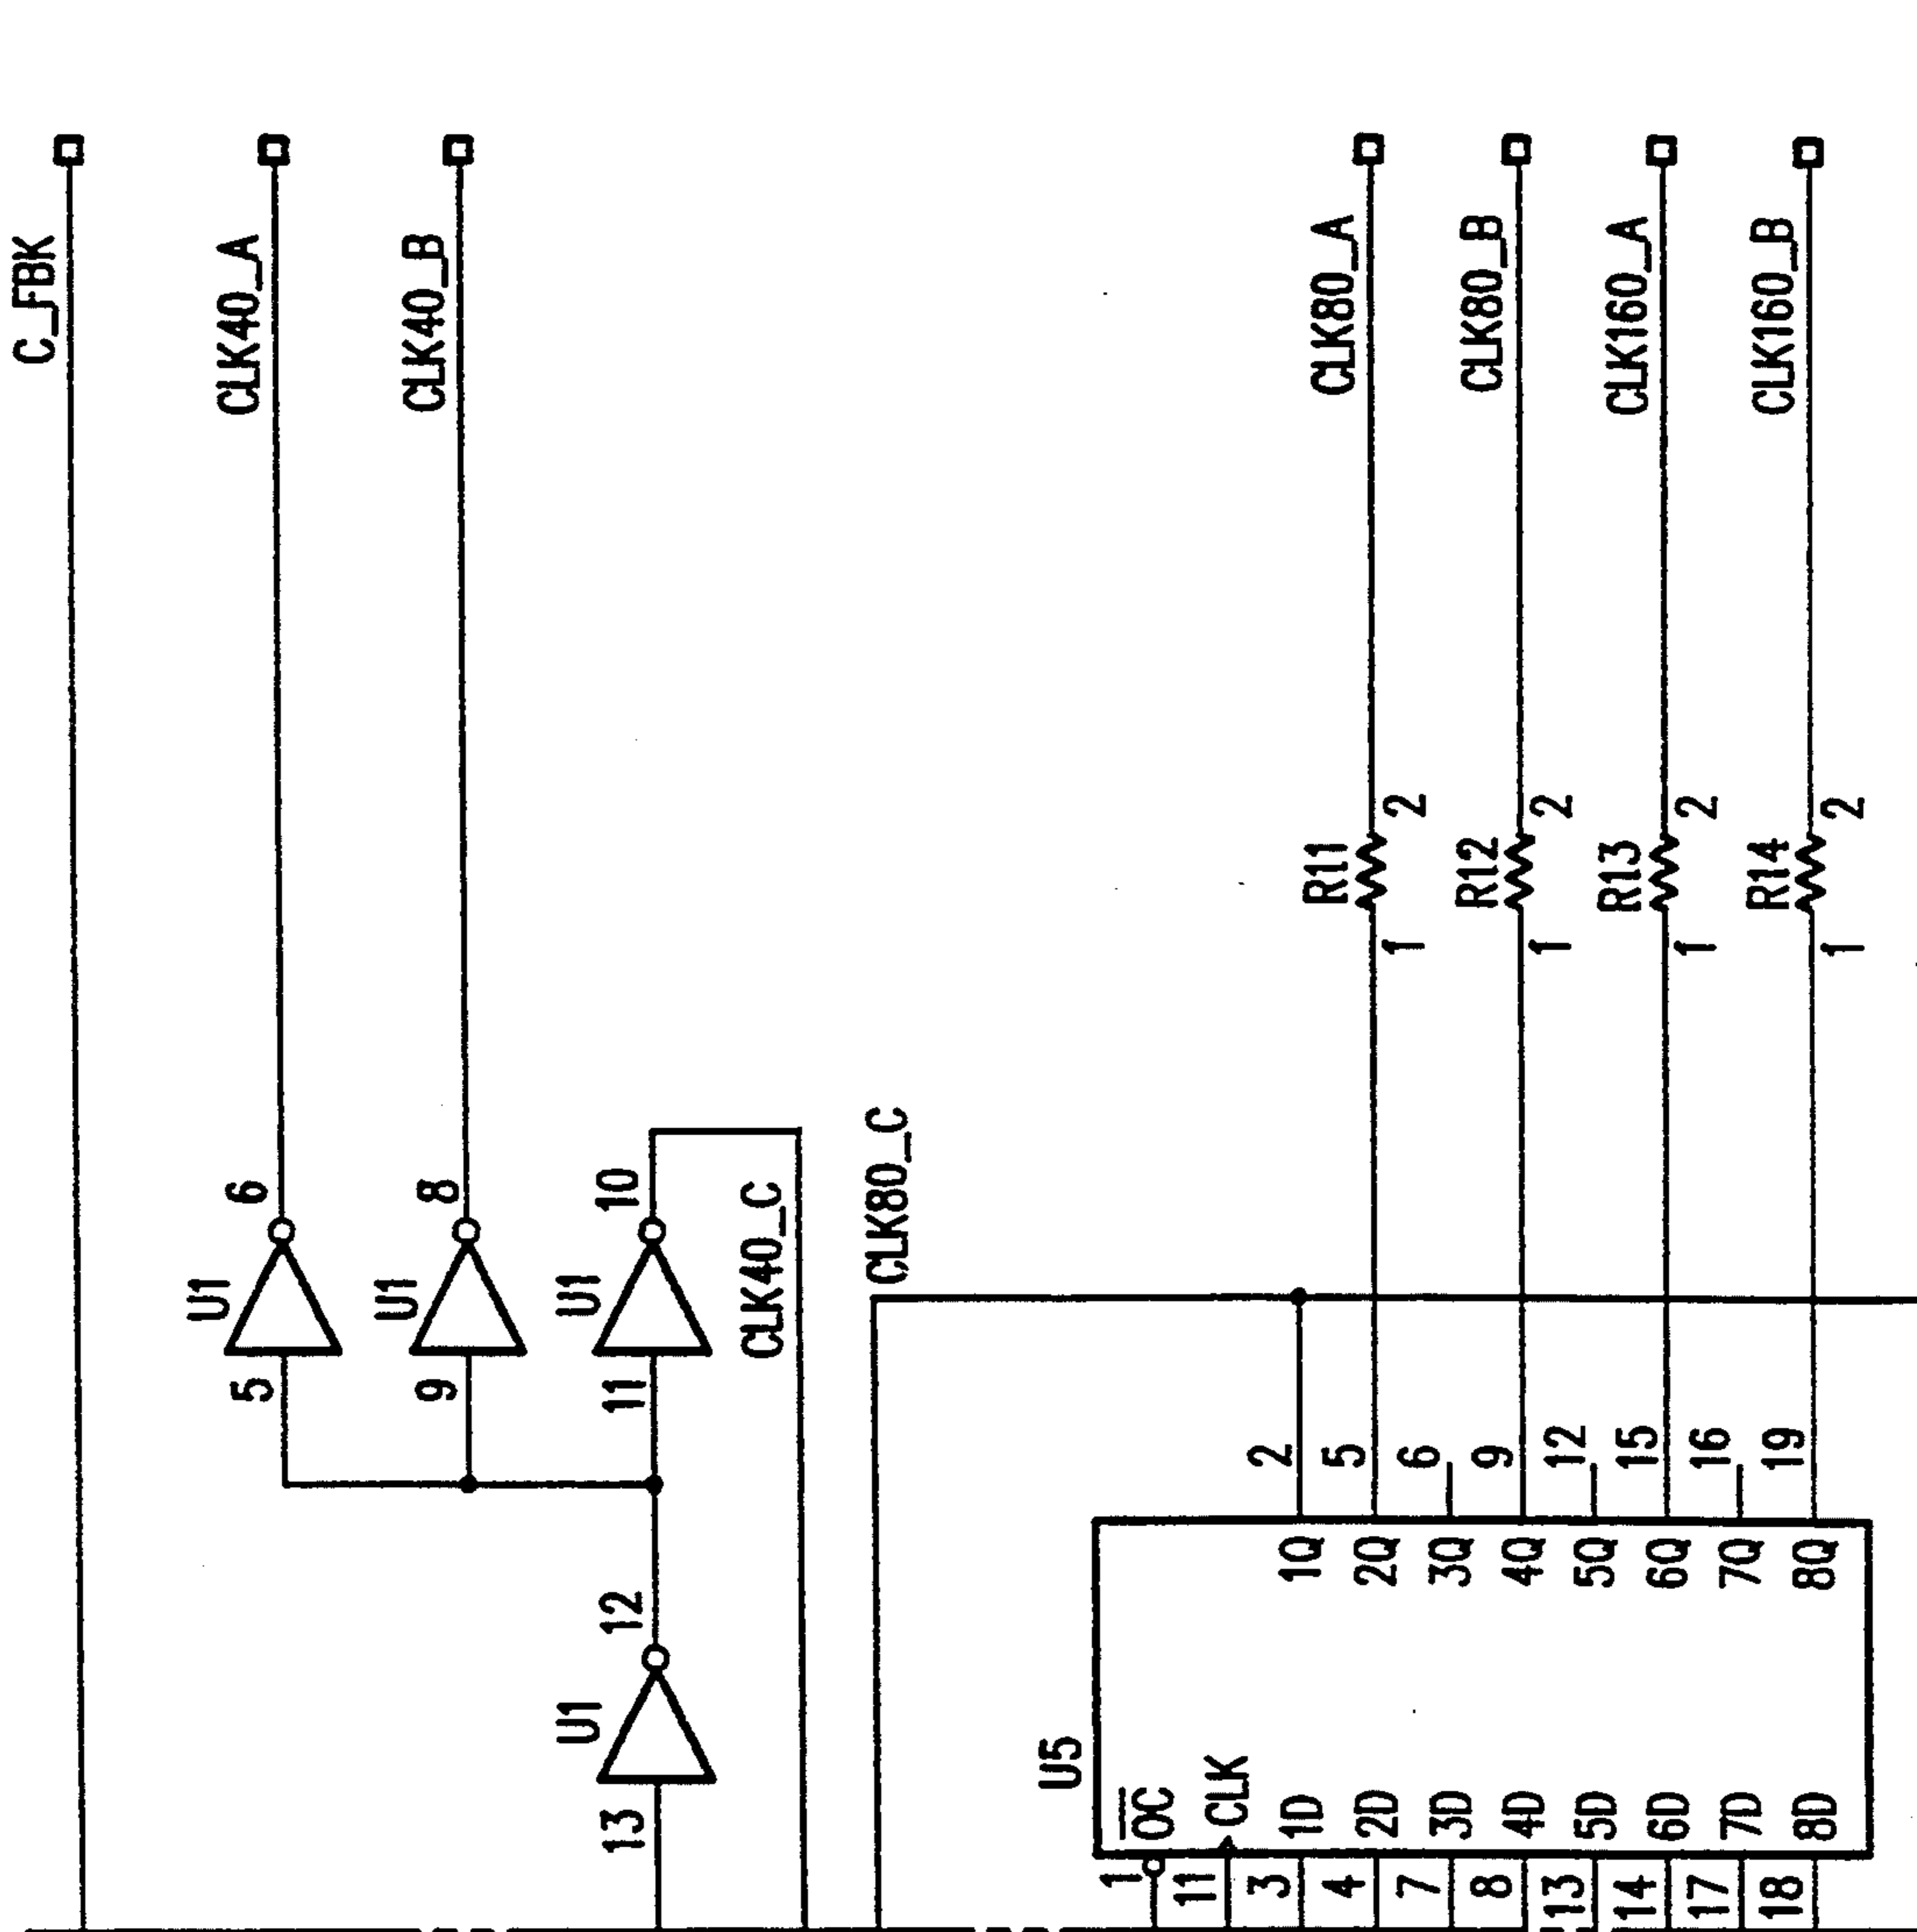 C_FBK
CLK40_A
6
U1
5
CLK40_B
8
U1
9
10
U1
11
12
U1
13
CLK40_C
CLK80_C
CLK80_A
R11
2
1
CLK80_B
R12
2
1
CLK160_A
R13
2
1
CLK160_B
R14
2
1
U5
2
5
6
9
12
15
16
19
1Q
2Q
3Q
4Q
5Q
6Q
7Q
8Q
OC
CLK
1D
2D
3D
4D
5D
6D
7D
8D
1
11
3
4
7
8
13
14
17
18